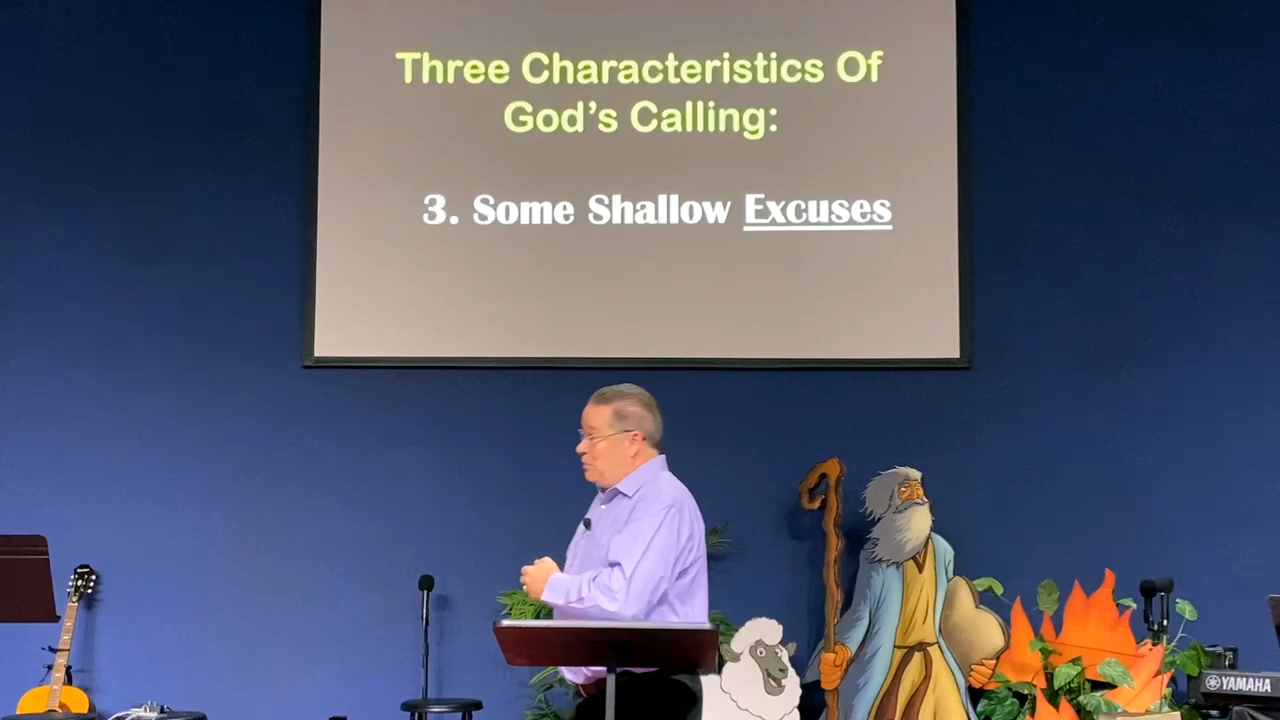 Three Characteristics Of
God's Calling:
3. Some Shallow Excuses
YAMAHA